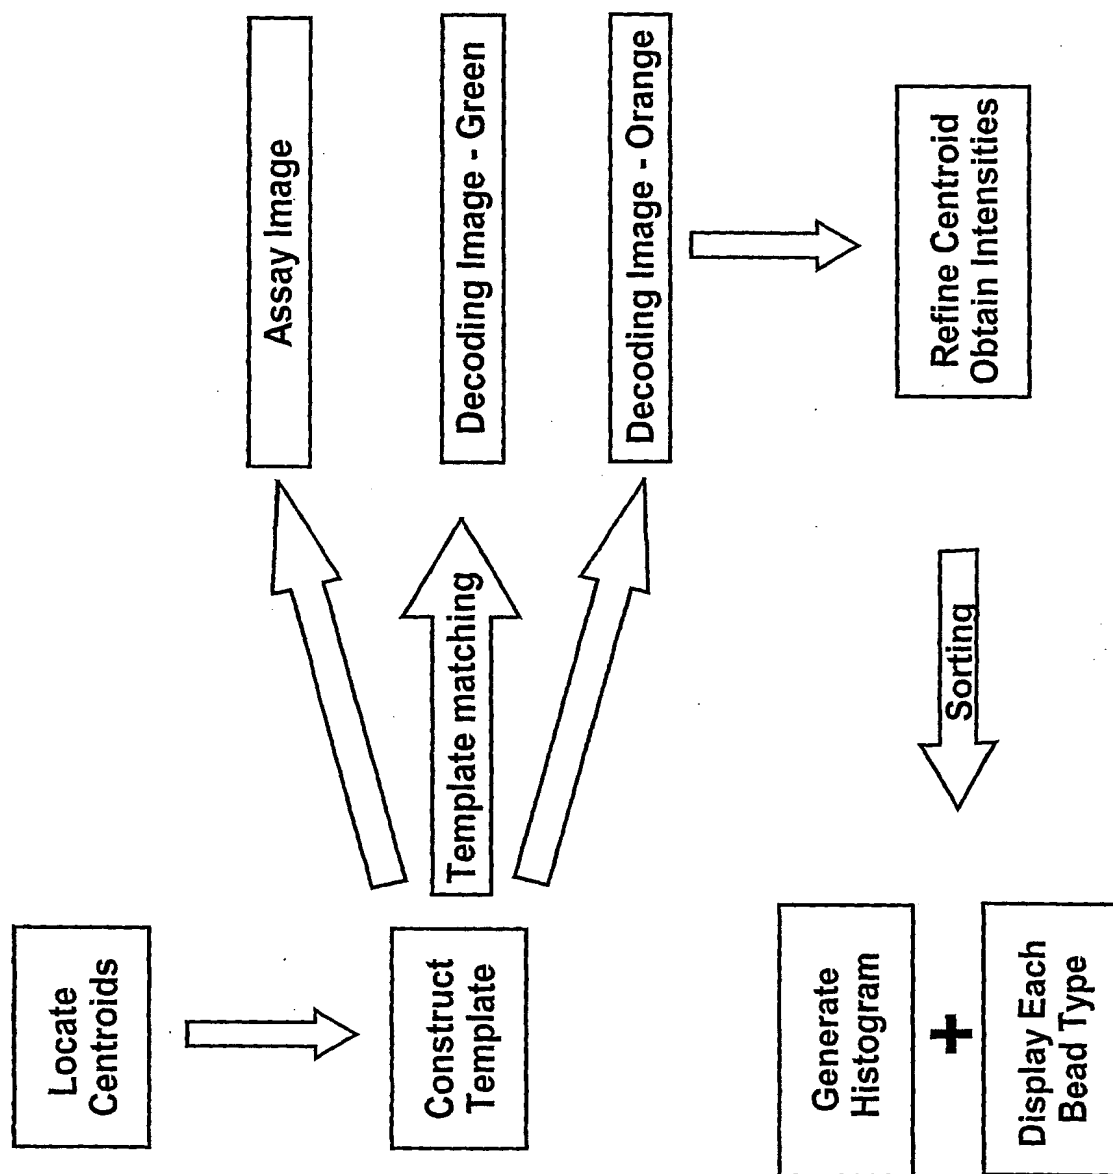 Locate
Centroids
Construct
Template
Template matching
Assay Image
Decoding Image - Green
Decoding Image - Orange
Refine Centroid
Obtain Intensities
Sorting
Generate
Histogram
+
Display Each
Bead Type